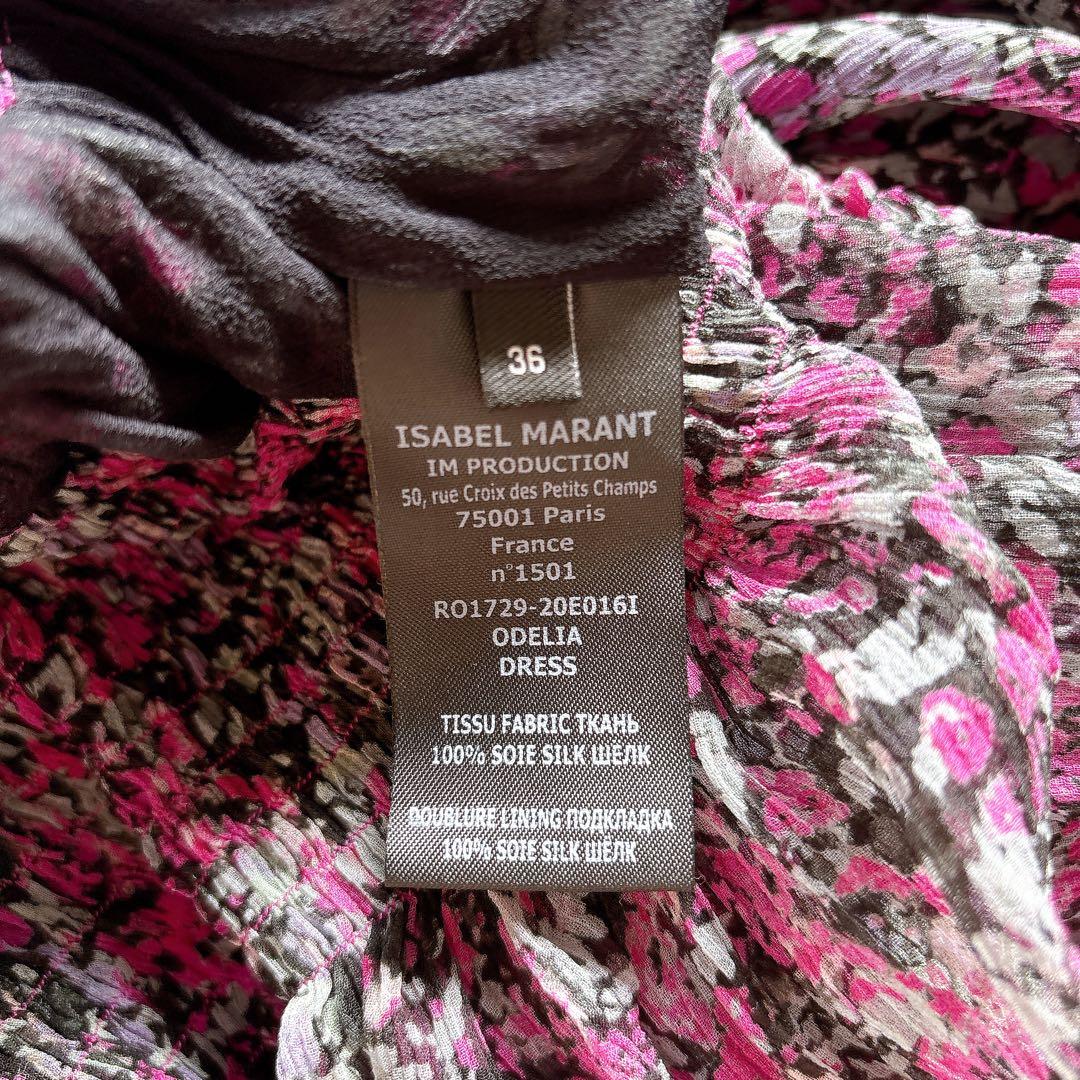 36
ISABEL MARANT
IM PRODUCTION
50, rue Croix des Petits Champs
75001 Paris
France
n°1501
RO1729-20E016I
ODELIA
DRESS
TISSU FABRIC ТКАНЬ
100% SOIE SILK ШЕЛК
DOUBLURE LINING ПОДКЛАДКА
100% SOIE SILK ШЕЛК